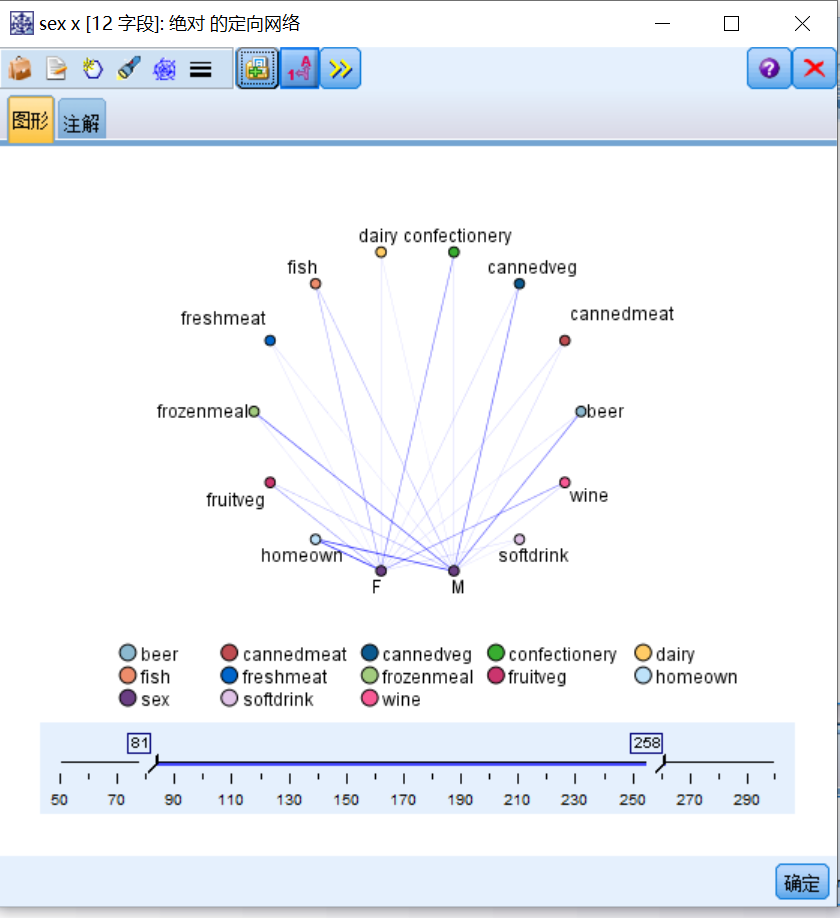 sex x [12 字段]: 绝对 的定向网络
图形 注解
dairy confectionery
fish cannedveg
freshmeat cannedmeat
frozenmeal beer
fruitveg wine
homeown softdrink
F M
beer cannedmeat cannedveg confectionery dairy
fish freshmeat frozenmeal fruitveg homeown
sex softdrink wine
81 258
50 70 90 110 130 150 170 190 210 230 250 270 290
确定